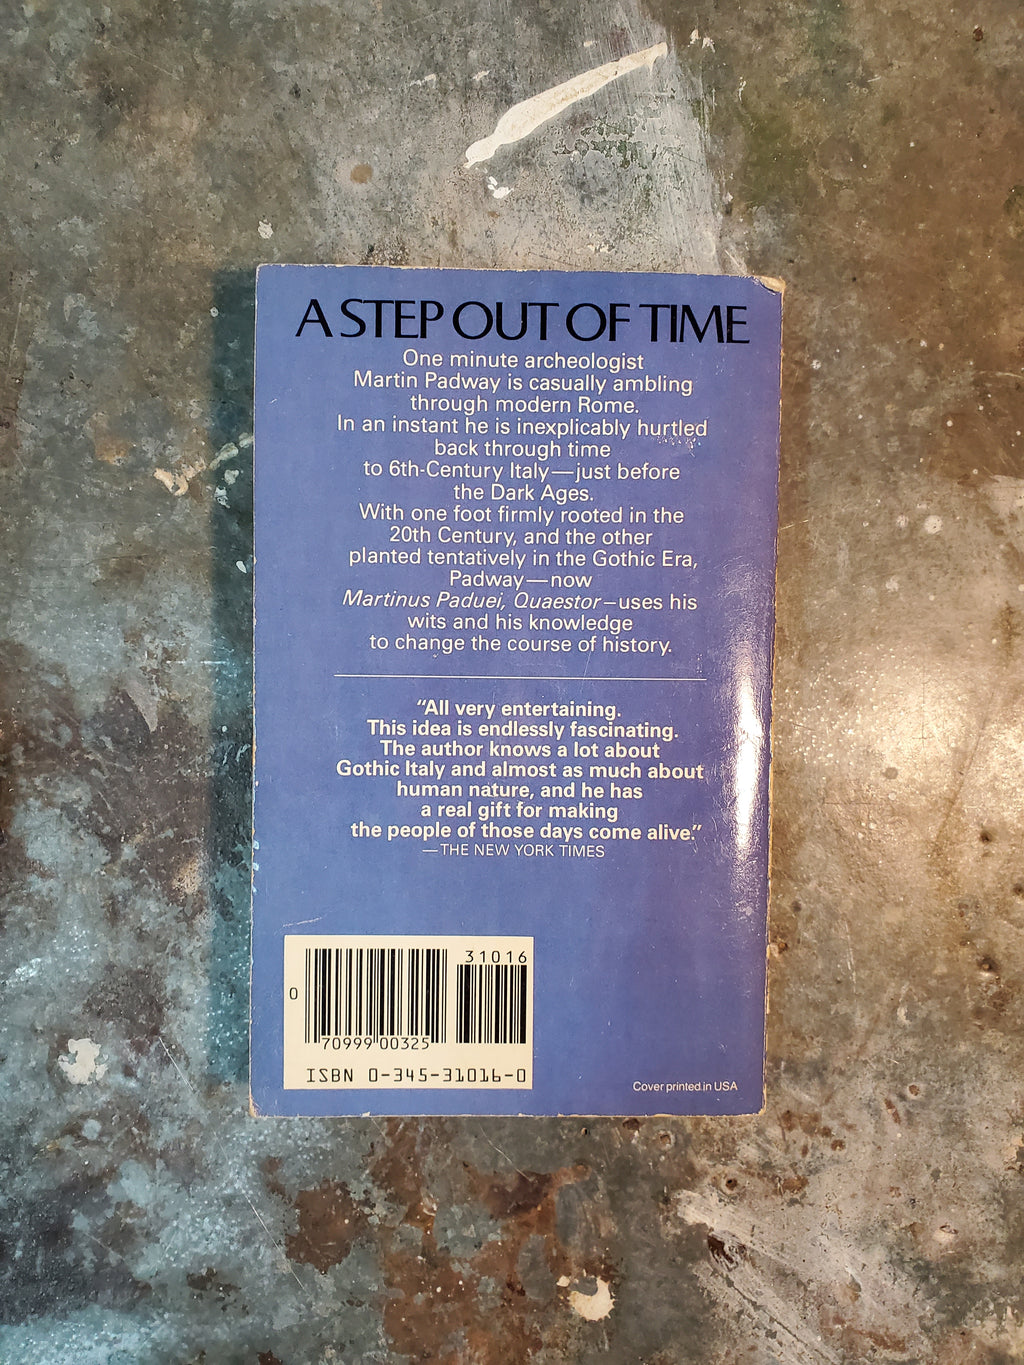 A STEP OUT OF TIME
One minute archeologist
Martin Padway is casually ambling
through modern Rome.
In an instant he is inexplicably hurtled
back through time
to 6th-Century Italy—just before
the Dark Ages.
With one foot firmly rooted in the
20th Century, and the other
planted tentatively in the Gothic Era,
Padway—now
Martinus Paduei, Quaestor–uses his
wits and his knowledge
to change the course of history.
“All very entertaining.
This idea is endlessly fascinating.
The author knows a lot about
Gothic Italy and almost as much about
human nature, and he has
a real gift for making
the people of those days come alive.”
—THE NEW YORK TIMES
31016
0
70999 00325
ISBN 0-345-31016-0
Cover printed in USA